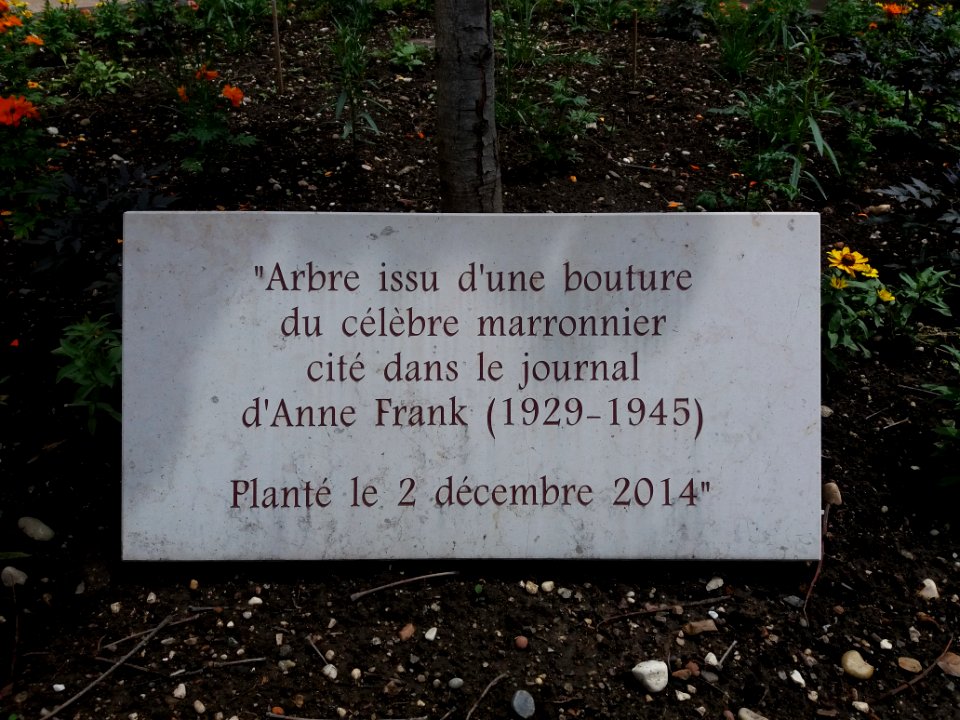 "Arbre issu d'une bouture
du célèbre marronnier
cité dans le journal
d'Anne Frank (1929-1945)
Planté le 2 décembre 2014"